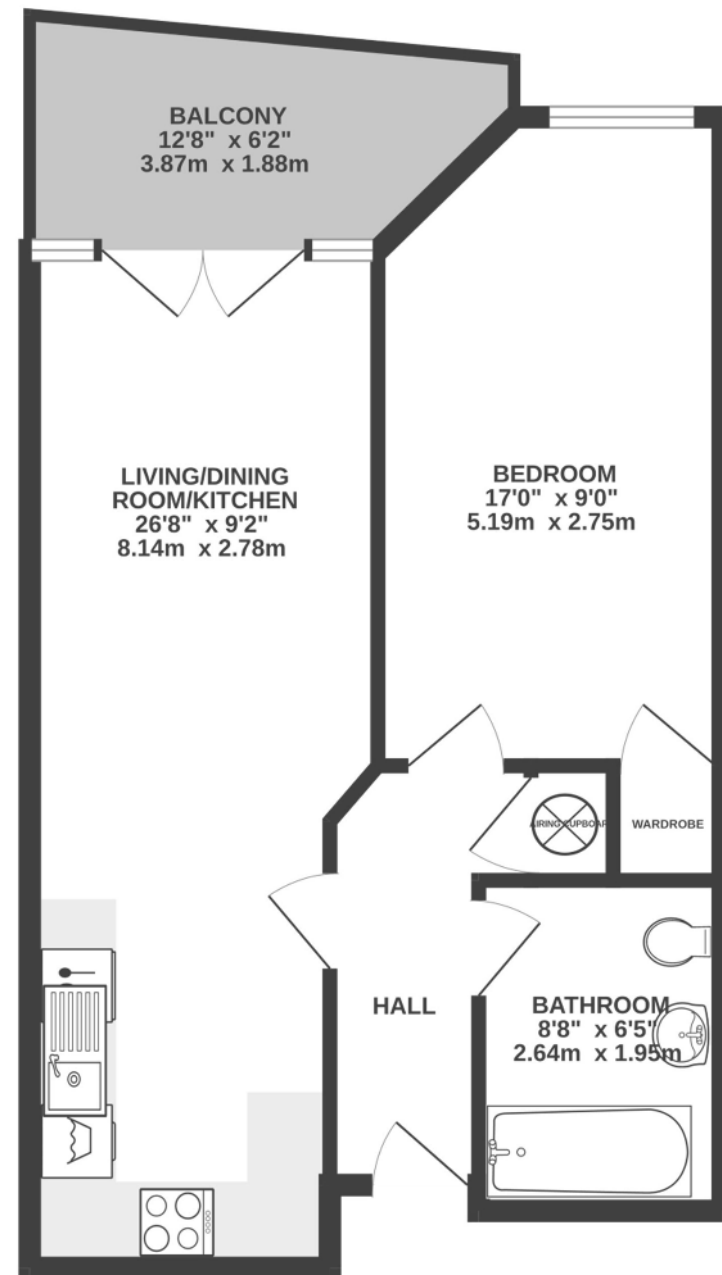 BALCONY
12'8" x 6'2"
3.87m x 1.88m
LIVING/DINING
ROOM/KITCHEN
26'8" x 9'2"
8.14m x 2.78m
BEDROOM
17'0" x 9'0"
5.19m x 2.75m
AIRING CUPBOARD
WARDROBE
HALL
BATHROOM
8'8" x 6'5"
2.64m x 1.95m